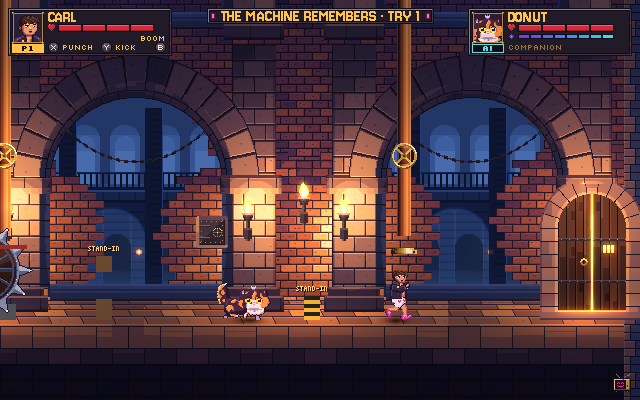 CARL
THE MACHINE REMEMBERS · TRY 1
DONUT
BOOM
P1
X PUNCH Y KICK B
AI
COMPANION
STAND-IN
STAND-IN